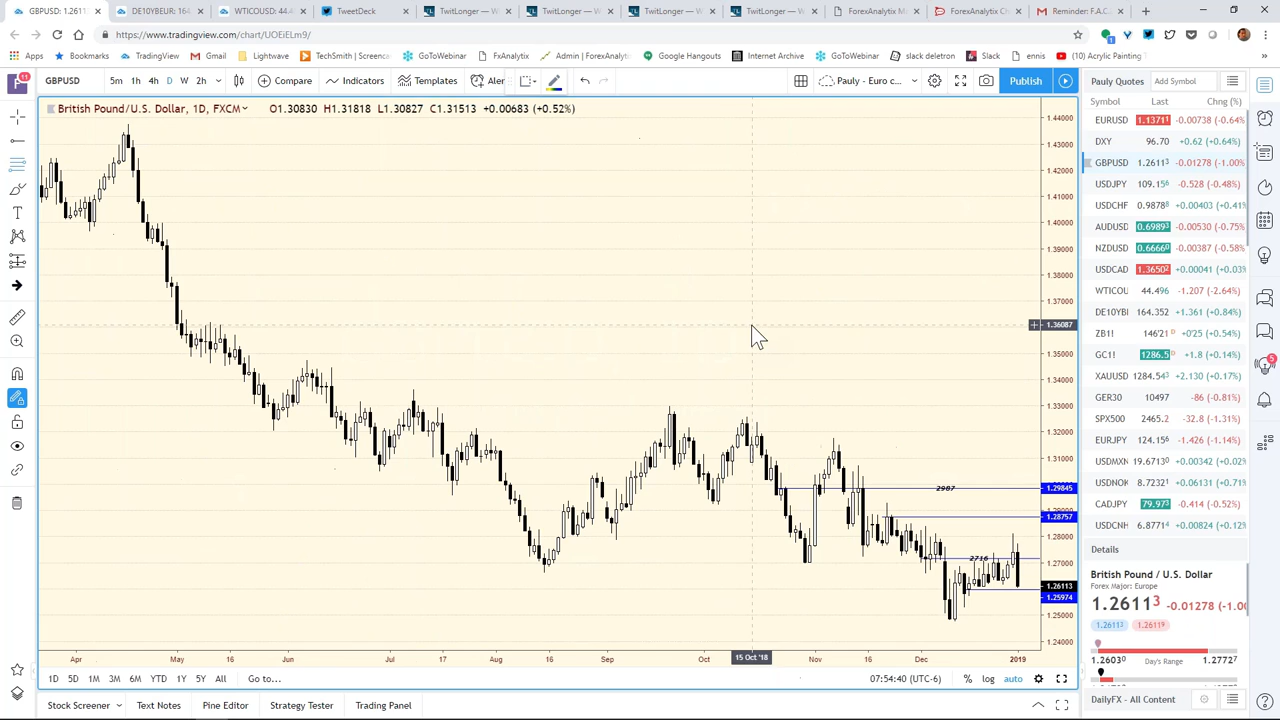 GBPUSD: 1.2611
DE10YBEUR: 164
WTICOUSD: 44.4
TweetDeck
TwitLonger
TwitLonger
TwitLonger
TwitLonger
ForexAnalytix
ForexAnalytix Ch
Reminder: F.A.C.
https://www.tradingview.com/chart/UOEiELm9/
Apps
Bookmarks
TradingView
Gmail
Lightwave
TechSmith | Screenc
GoToWebinar
FxAnalytix
Admin | ForexAnaly
Google Hangouts
Internet Archive
GoToWebinar
slack deletron
Slack
ennis
(10) Acrylic Painting
GBPUSD
5m 1h 4h D W 2h
Compare
Indicators
Templates
Aler
Pauly - Euro...
Publish
Pauly Quotes
Add Symbol
British Pound/U.S. Dollar, 1D, FXCM
O1.30830 H1.31818 L1.30827 C1.31513 +0.00683 (+0.52%)
Symbol Last Chng (%)
EURUSD 1.1371¹ -0.00738 (-0.64%)
DXY 96.70 +0.62 (+0.64%)
GBPUSD 1.2611³ -0.01278 (-1.00%)
USDJPY 109.15⁶ -0.528 (-0.48%)
USDCHF 0.9878⁸ +0.00403 (+0.41%
AUDUSD 0.6989³ -0.00530 (-0.75%)
NZDUSD 0.6666⁰ -0.00387 (-0.58%)
USDCAD 1.3650² +0.00041 (+0.03%
WTICOU 44.496 -1.207 (-2.64%)
DE10YBI 164.352 +1.361 (+0.84%)
ZB1! 146'21 D +0'25 (+0.54%)
GC1! 1286.5 D +1.8 (+0.14%)
XAUUSD 1284.54³ +2.130 (+0.17%)
GER30 10497 -86 (-0.81%)
SPX500 2465.2 -32.8 (-1.31%)
EURJPY 124.15⁶ -1.426 (-1.14%)
USDMXN 19.6713⁰ +0.00342 (+0.02%
USDNOK 8.7232¹ +0.06131 (+0.71%
CADJPY 79.97³ -0.414 (-0.52%)
USDCNH 6.8771⁴ +0.00824 (+0.12%
1.44000
1.43000
1.42000
1.41000
1.40000
1.39000
1.38000
1.37000
1.36087
1.35000
1.34000
1.33000
1.32000
1.31000
2987
1.29845
1.29000
1.28757
1.28000
2716
1.27000
1.26113
1.25974
1.25000
1.24000
Details
British Pound / U.S. Dollar
Forex Major: Europe
1.2611³ -0.01278 (-1.00
1.2611² 1.2611⁹
1.2603⁰ Day's Range 1.2772⁷
Apr May 16 Jun Jul 17 Aug 16 Sep Oct 15 Oct '18 Nov 16 Dec 2019
1D 5D 1M 3M 6M YTD 1Y 5Y All
Go to...
07:54:40 (UTC-6)
% log auto
DailyFX - All Content
Stock Screener
Text Notes
Pine Editor
Strategy Tester
Trading Panel